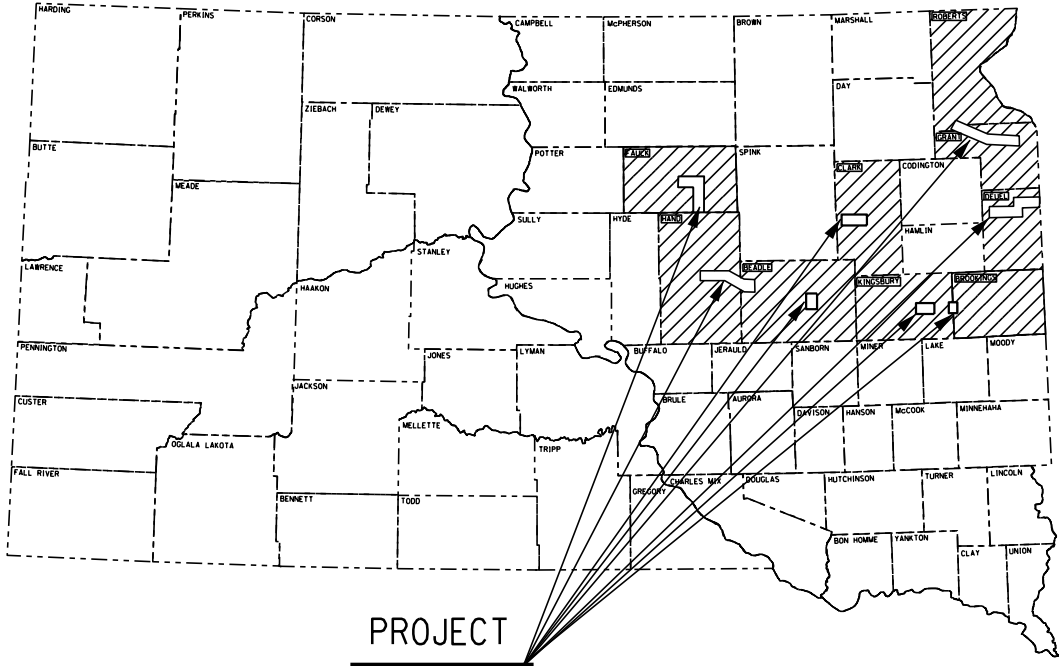 HARDING
PERKINS
CORSON
CAMPBELL
McPHERSON
BROWN
MARSHALL
ROBERTS
WALWORTH
EDMUNDS
DAY
ZIEBACH
DEWEY
GRANT
BUTTE
POTTER
FAULK
SPINK
CLARK
CODINGTON
MEADE
DEUEL
SULLY
HYDE
HAND
HAMLIN
STANLEY
LAWRENCE
HAAKON
HUGHES
BEADLE
KINGSBURY
BROOKINGS
PENNINGTON
JONES
LYMAN
BUFFALO
JERAULD
SANBORN
MINER
LAKE
MOODY
JACKSON
CUSTER
MELLETTE
BRULE
AURORA
DAVISON
HANSON
McCOOK
MINNEHAHA
OGLALA LAKOTA
TRIPP
FALL RIVER
GREGORY
CHARLES MIX
DOUGLAS
HUTCHINSON
TURNER
LINCOLN
BENNETT
TODD
BON HOMME
YANKTON
CLAY
UNION
PROJECT